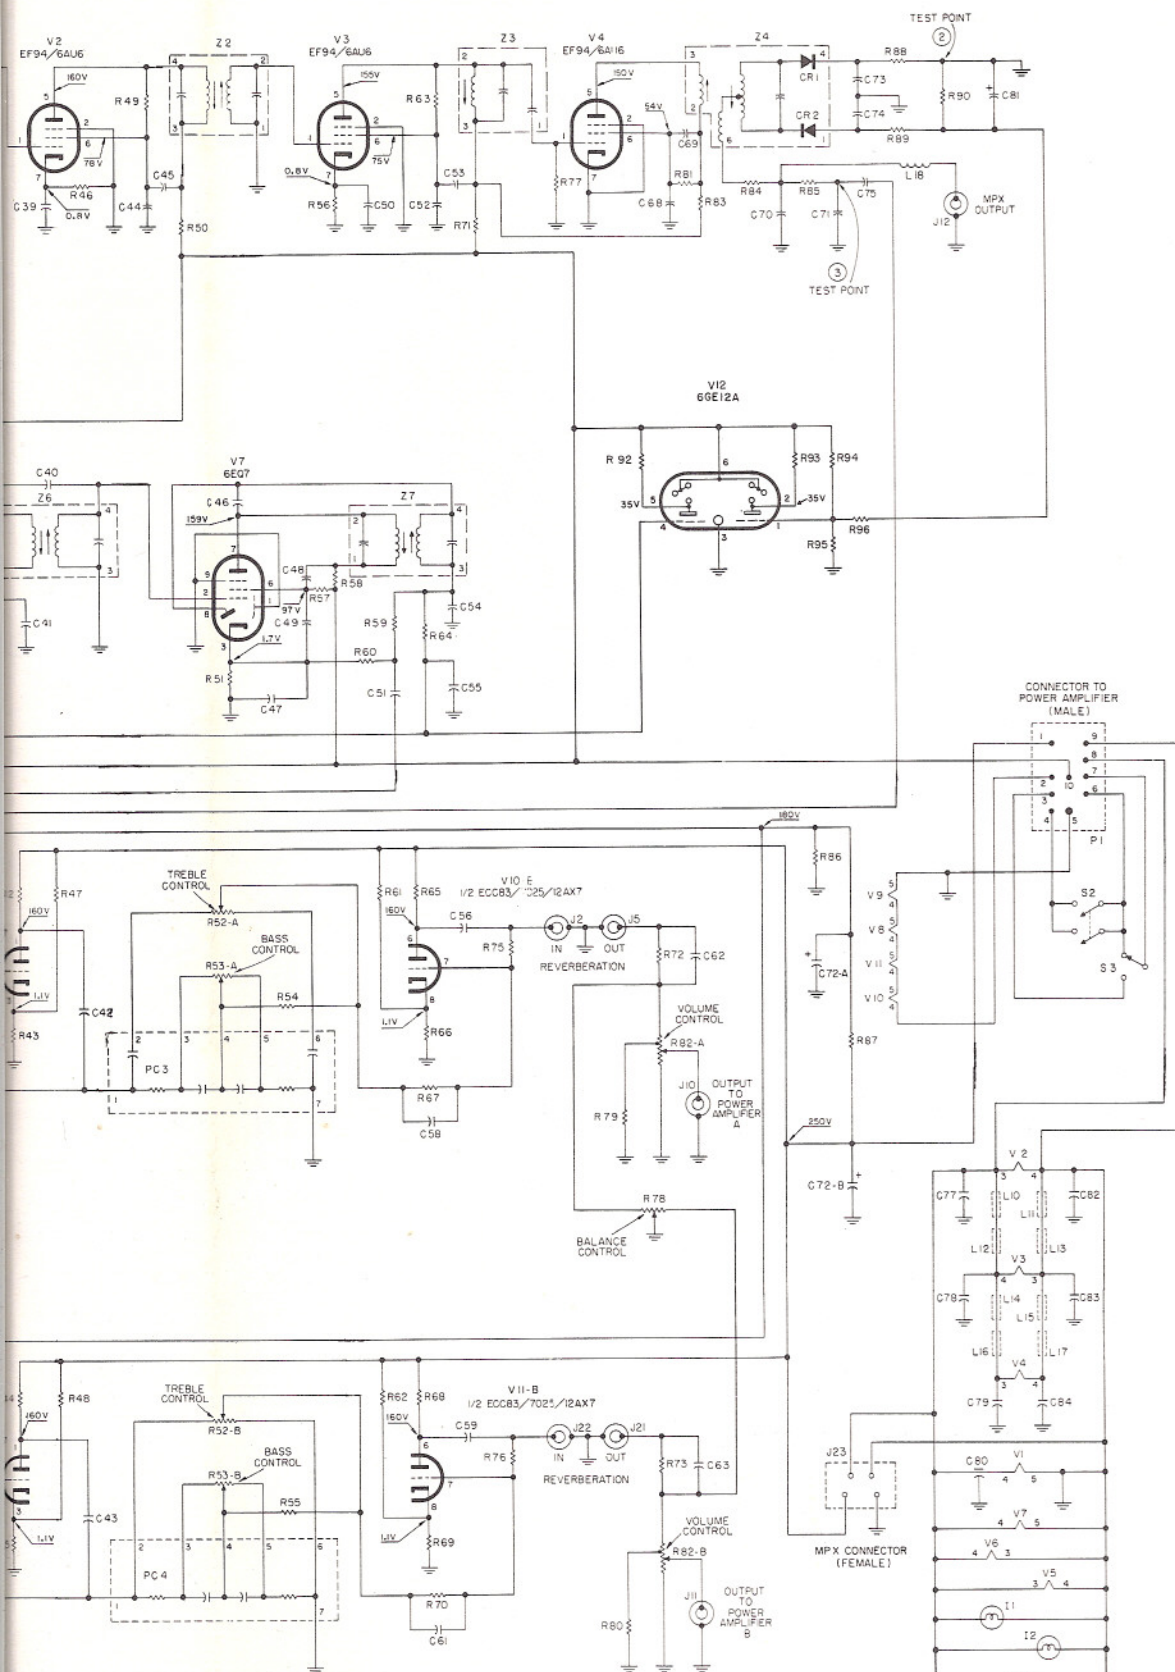 TEST POINT
2
V2
EF94/6AU6
Z2
V3
EF94/6AU6
Z3
V4
Z4
R88
160V
155V
150V
CR1
C73
R90
C81
R49
R63
54V
C74
CR2
R89
78V
75V
C69
C45
R46
0.8V
C53
R77
R81
L18
C39
0.8V
C44
R50
R56
C50
C52
R71
C68
R83
R84
R85
C75
C70
C71
J12
MPX
OUTPUT
3
TEST POINT
V12
6GE12A
R92
R93
R94
35V
35V
R96
R95
C40
V7
6EQ7
Z6
C46
159V
Z7
C48
R57
R58
97V
C49
C41
1.7V
R59
R64
C54
R60
R51
C47
C51
C55
CONNECTOR TO
POWER AMPLIFIER
(MALE)
1
9
8
2
10
7
3
6
4
5
P1
180V
R86
TREBLE
CONTROL
R47
160V
R52-A
BASS
CONTROL
R53-A
R54
R61
R65
160V
V10
C56
R75
J2
J5
IN
OUT
REVERBERATION
R72
C62
C72-A
V9
V8
V11
V10
S2
S3
1.1V
R43
C42
PC3
1.1V
R66
R67
C58
VOLUME
CONTROL
R82-A
R79
J10
OUTPUT
TO
POWER
AMPLIFIER
A
R87
250V
C72-B
R78
BALANCE
CONTROL
V2
C77
L10
L11
C82
L12
L13
V3
C78
L14
L15
C83
L16
L17
V4
C79
C84
TREBLE
CONTROL
R48
160V
R52-B
BASS
CONTROL
R53-B
R55
R62
R68
160V
V11-B
1/2 ECC83/7025/12AX7
C59
R76
J22
J21
IN
OUT
REVERBERATION
R73
C63
J23
MPX CONNECTOR
(FEMALE)
C80
V1
V7
V6
V5
I1
I2
1.1V
C43
PC4
1.1V
R69
R70
C61
VOLUME
CONTROL
R82-B
R80
J11
OUTPUT
TO
POWER
AMPLIFIER
B